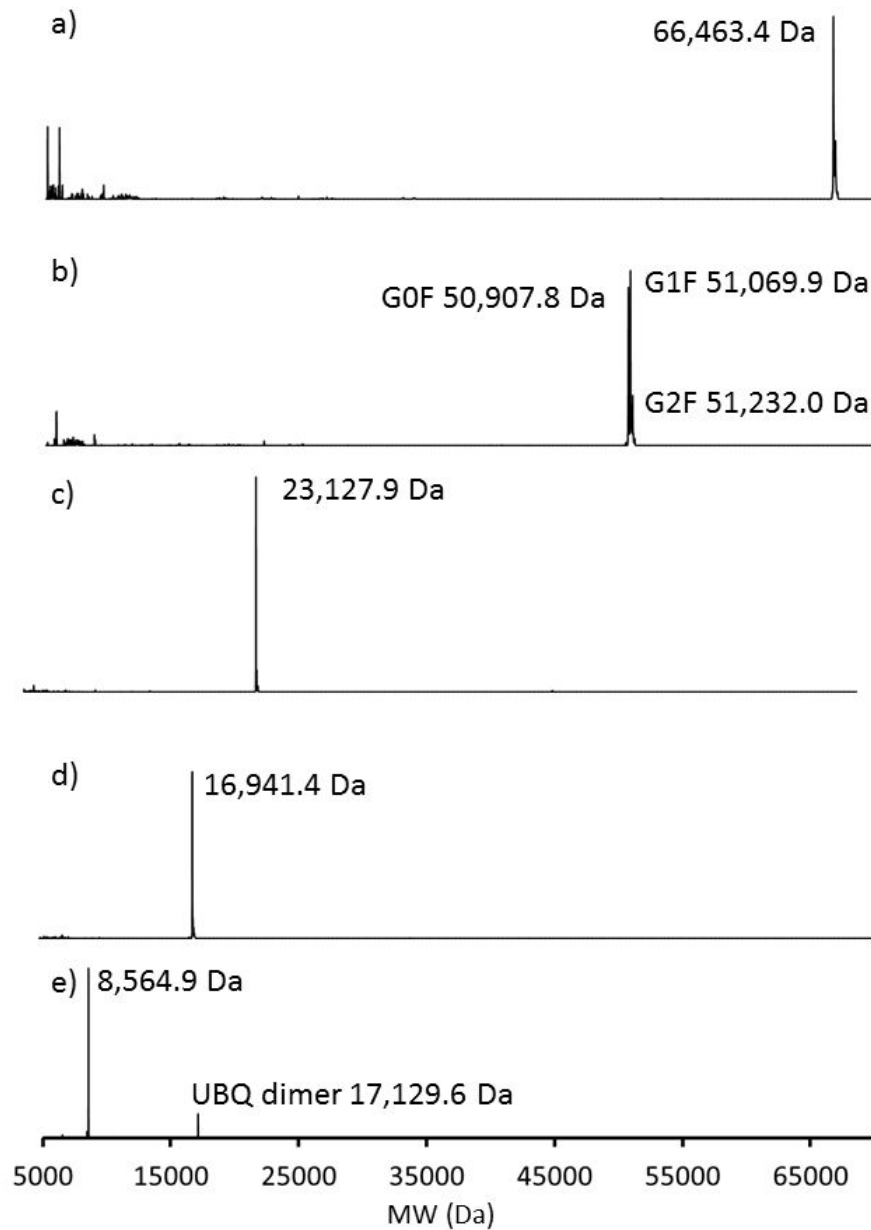 a)
66,463.4 Da
b)
G0F 50,907.8 Da
G1F 51,069.9 Da
G2F 51,232.0 Da
c)
23,127.9 Da
d)
16,941.4 Da
e)
8,564.9 Da
UBQ dimer 17,129.6 Da
5000 15000 25000 35000 45000 55000 65000
MW (Da)